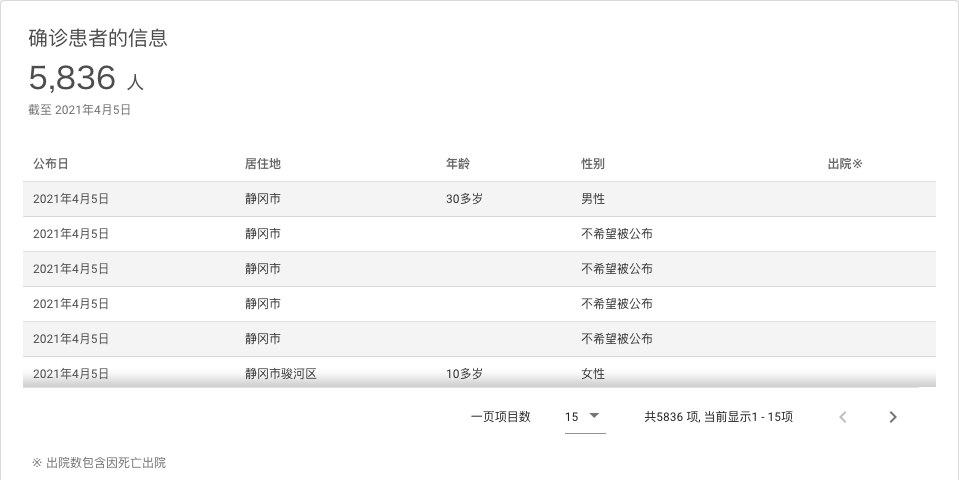 确诊患者的信息
5,836 人
截至 2021年4月5日
公布日 居住地 年龄 性别 出院※
2021年4月5日 静冈市 30多岁 男性
2021年4月5日 静冈市 不希望被公布
2021年4月5日 静冈市 不希望被公布
2021年4月5日 静冈市 不希望被公布
2021年4月5日 静冈市 不希望被公布
2021年4月5日 静冈市骏河区 10多岁 女性
一页项目数 15 共5836 项, 当前显示1 - 15项
※ 出院数包含因死亡出院